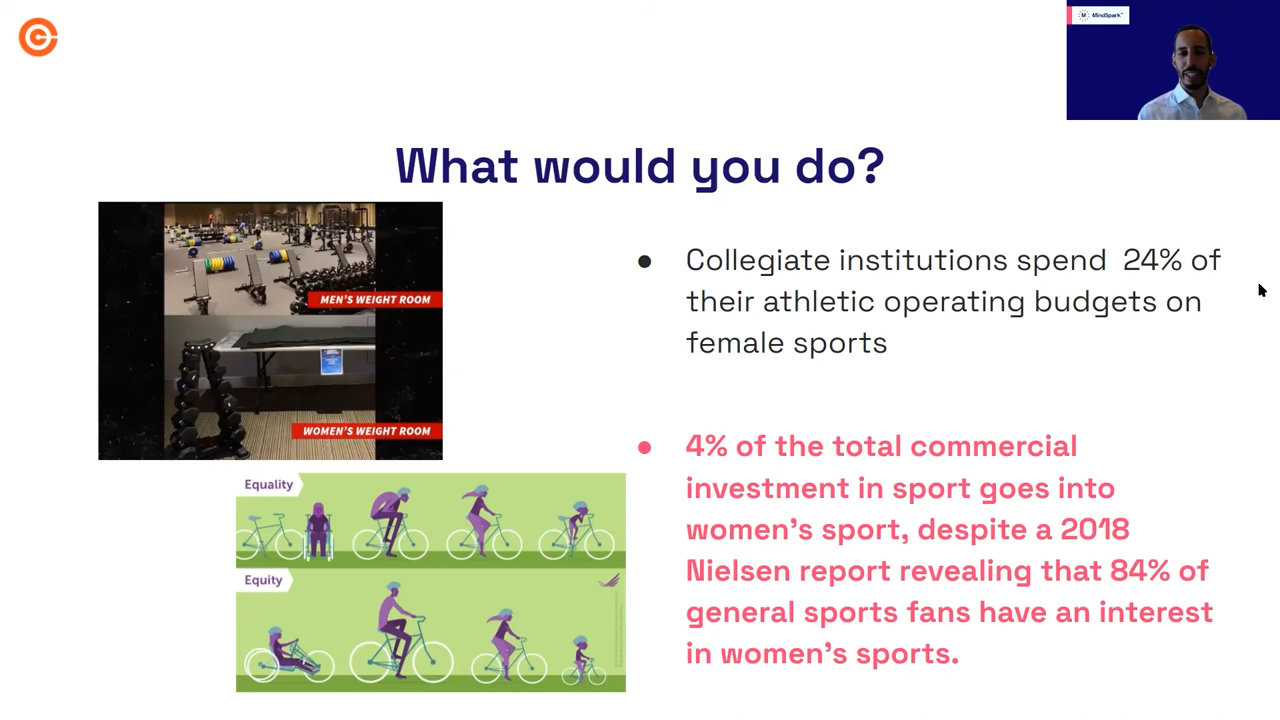 MindSpark™
What would you do?
MEN'S WEIGHT ROOM
WOMEN'S WEIGHT ROOM
Equality
Equity
● Collegiate institutions spend 24% of
their athletic operating budgets on
female sports
● 4% of the total commercial
investment in sport goes into
women's sport, despite a 2018
Nielsen report revealing that 84% of
general sports fans have an interest
in women's sports.